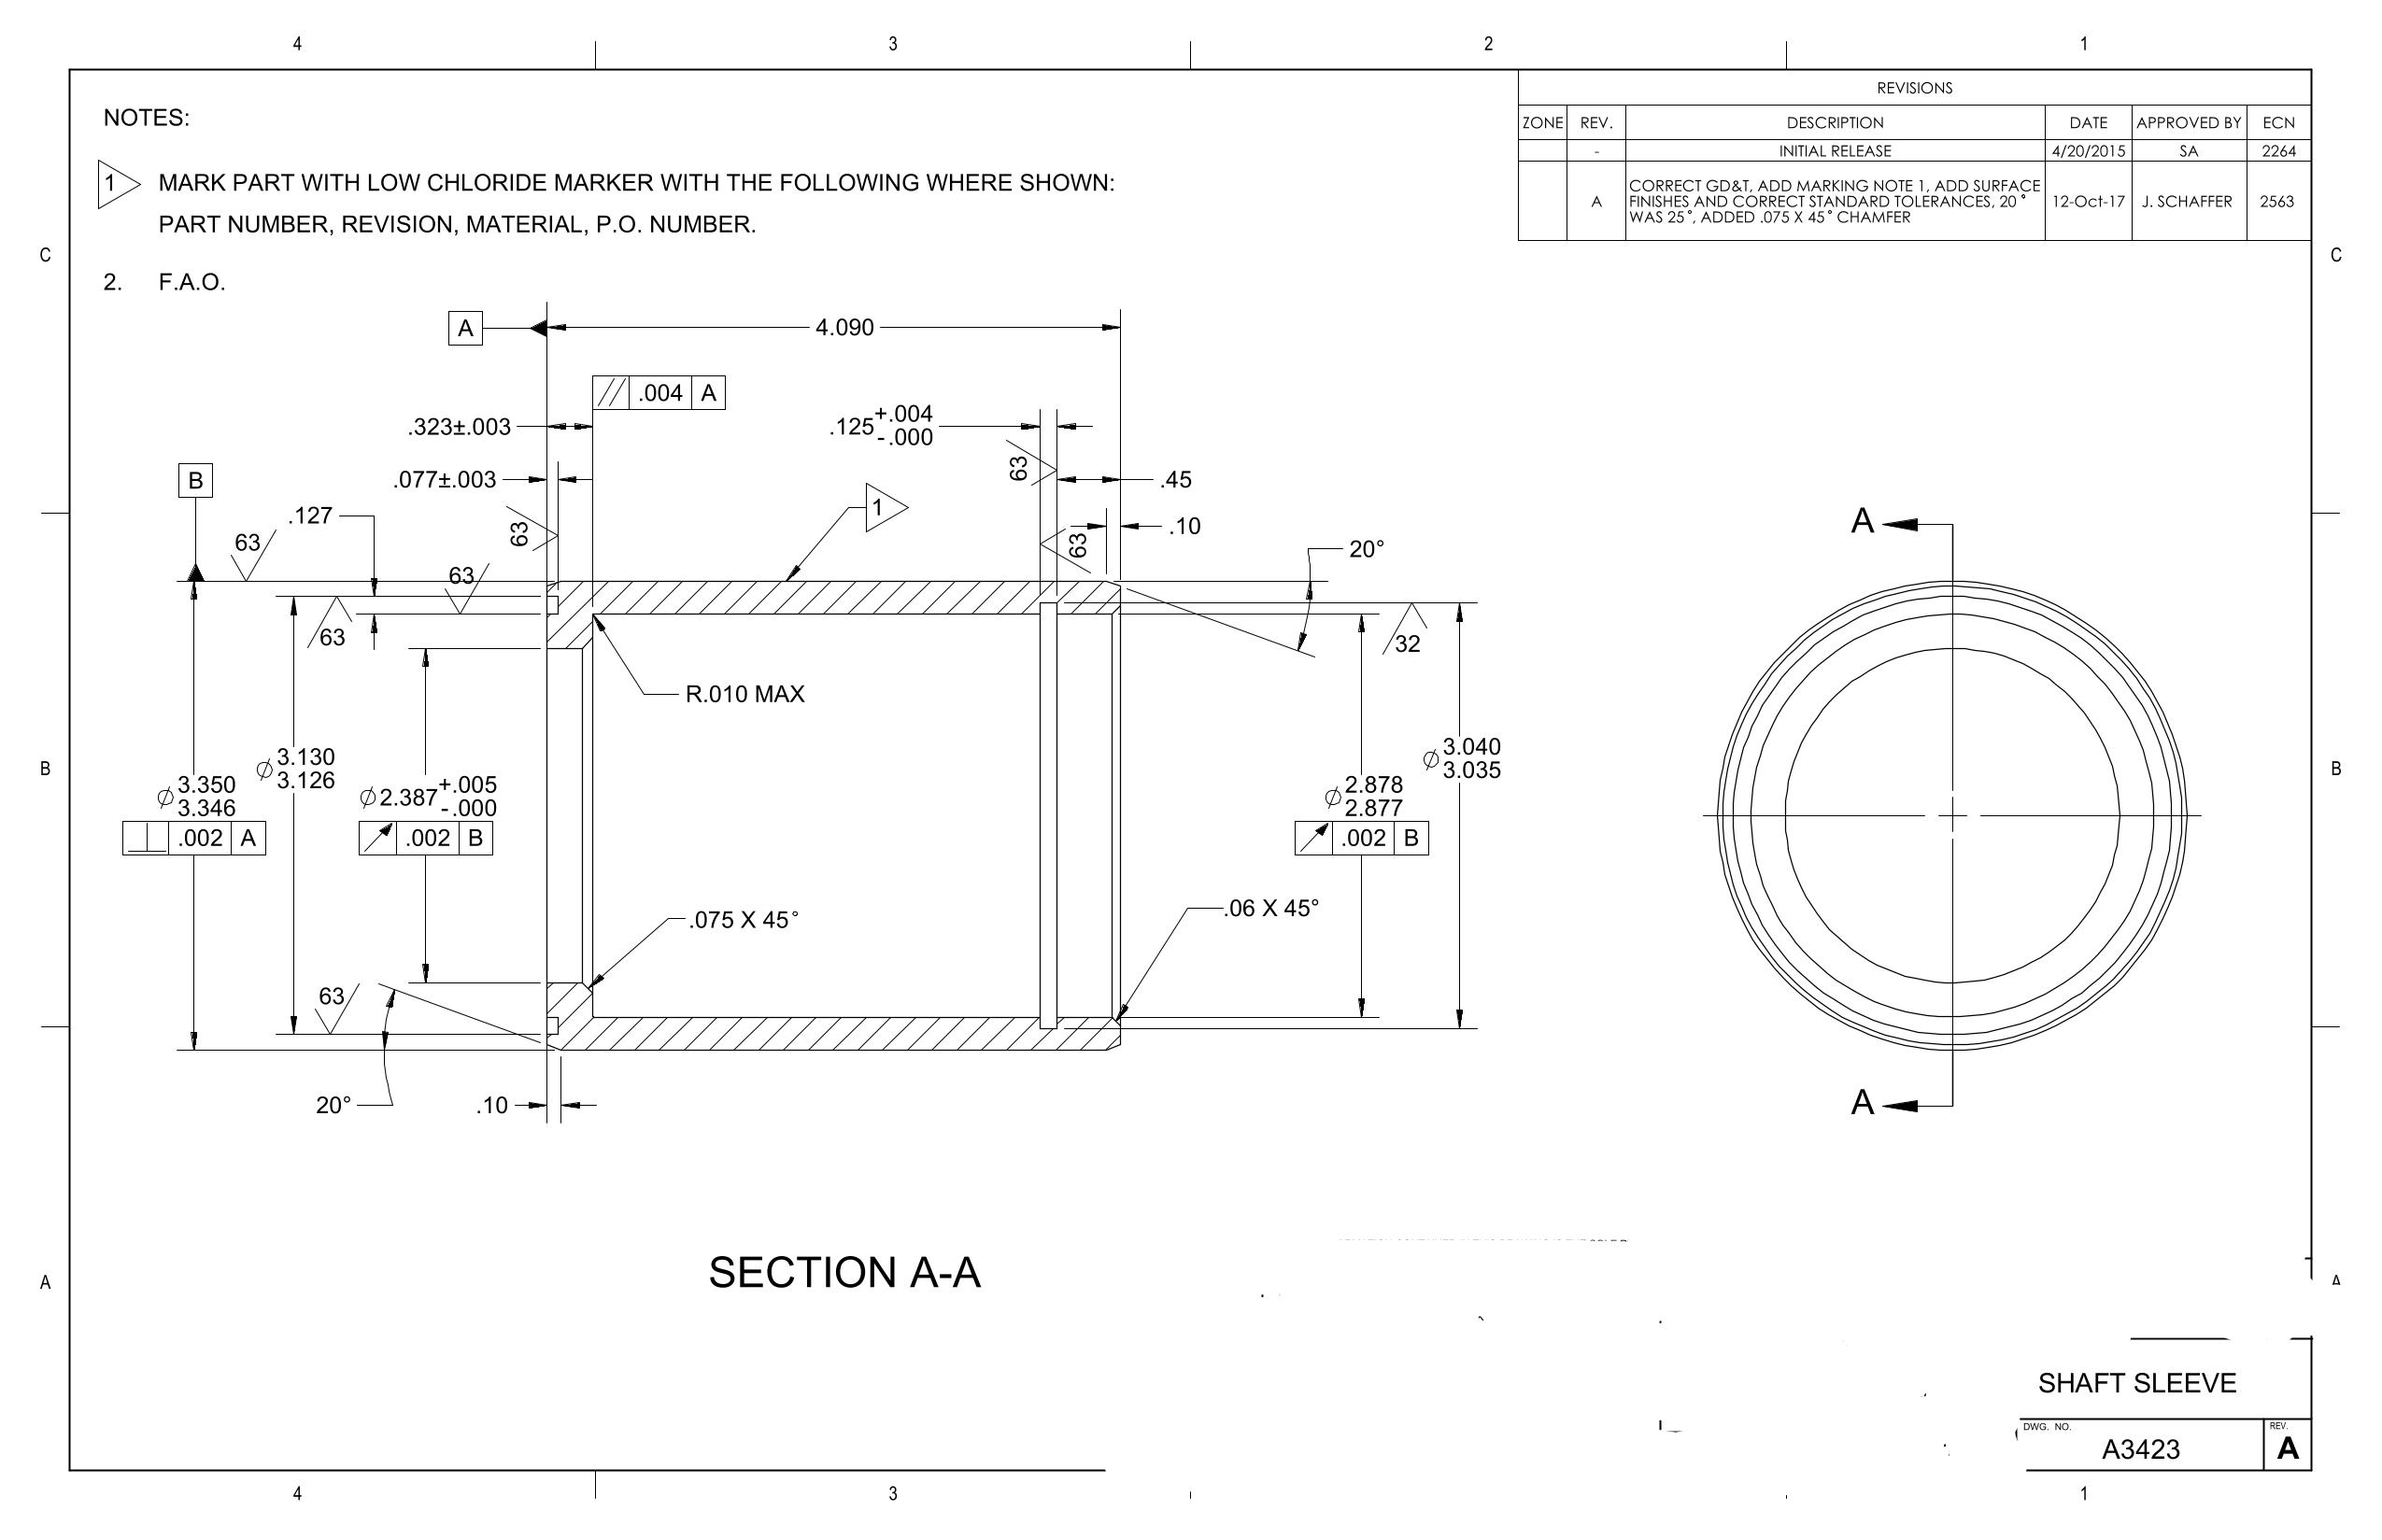 4 3 2 1
REVISIONS
ZONE REV. DESCRIPTION DATE APPROVED BY ECN
- INITIAL RELEASE 4/20/2015 SA 2264
A CORRECT GD&T, ADD MARKING NOTE 1, ADD SURFACE
FINISHES AND CORRECT STANDARD TOLERANCES, 20°
WAS 25°, ADDED .075 X 45° CHAMFER
12-Oct-17 J. SCHAFFER 2563
NOTES:
1 MARK PART WITH LOW CHLORIDE MARKER WITH THE FOLLOWING WHERE SHOWN:
PART NUMBER, REVISION, MATERIAL, P.O. NUMBER.
2. F.A.O.
C C
A 4.090
// .004 A
.323±.003
.125 +.004
-.000
.077±.003
.45
B
63
63
1
.127
.10
63
63
63
20°
63
32
R.010 MAX
A
⌀3.350
3.346
⊥ .002 A
⌀3.130
3.126
⌀2.387 +.005
-.000
↗ .002 B
⌀2.878
2.877
↗ .002 B
⌀3.040
3.035
B B
.075 X 45°
.06 X 45°
63
20°
.10
A
SECTION A-A
A A
SHAFT SLEEVE
DWG. NO.
A3423
REV.
A
4 3 1